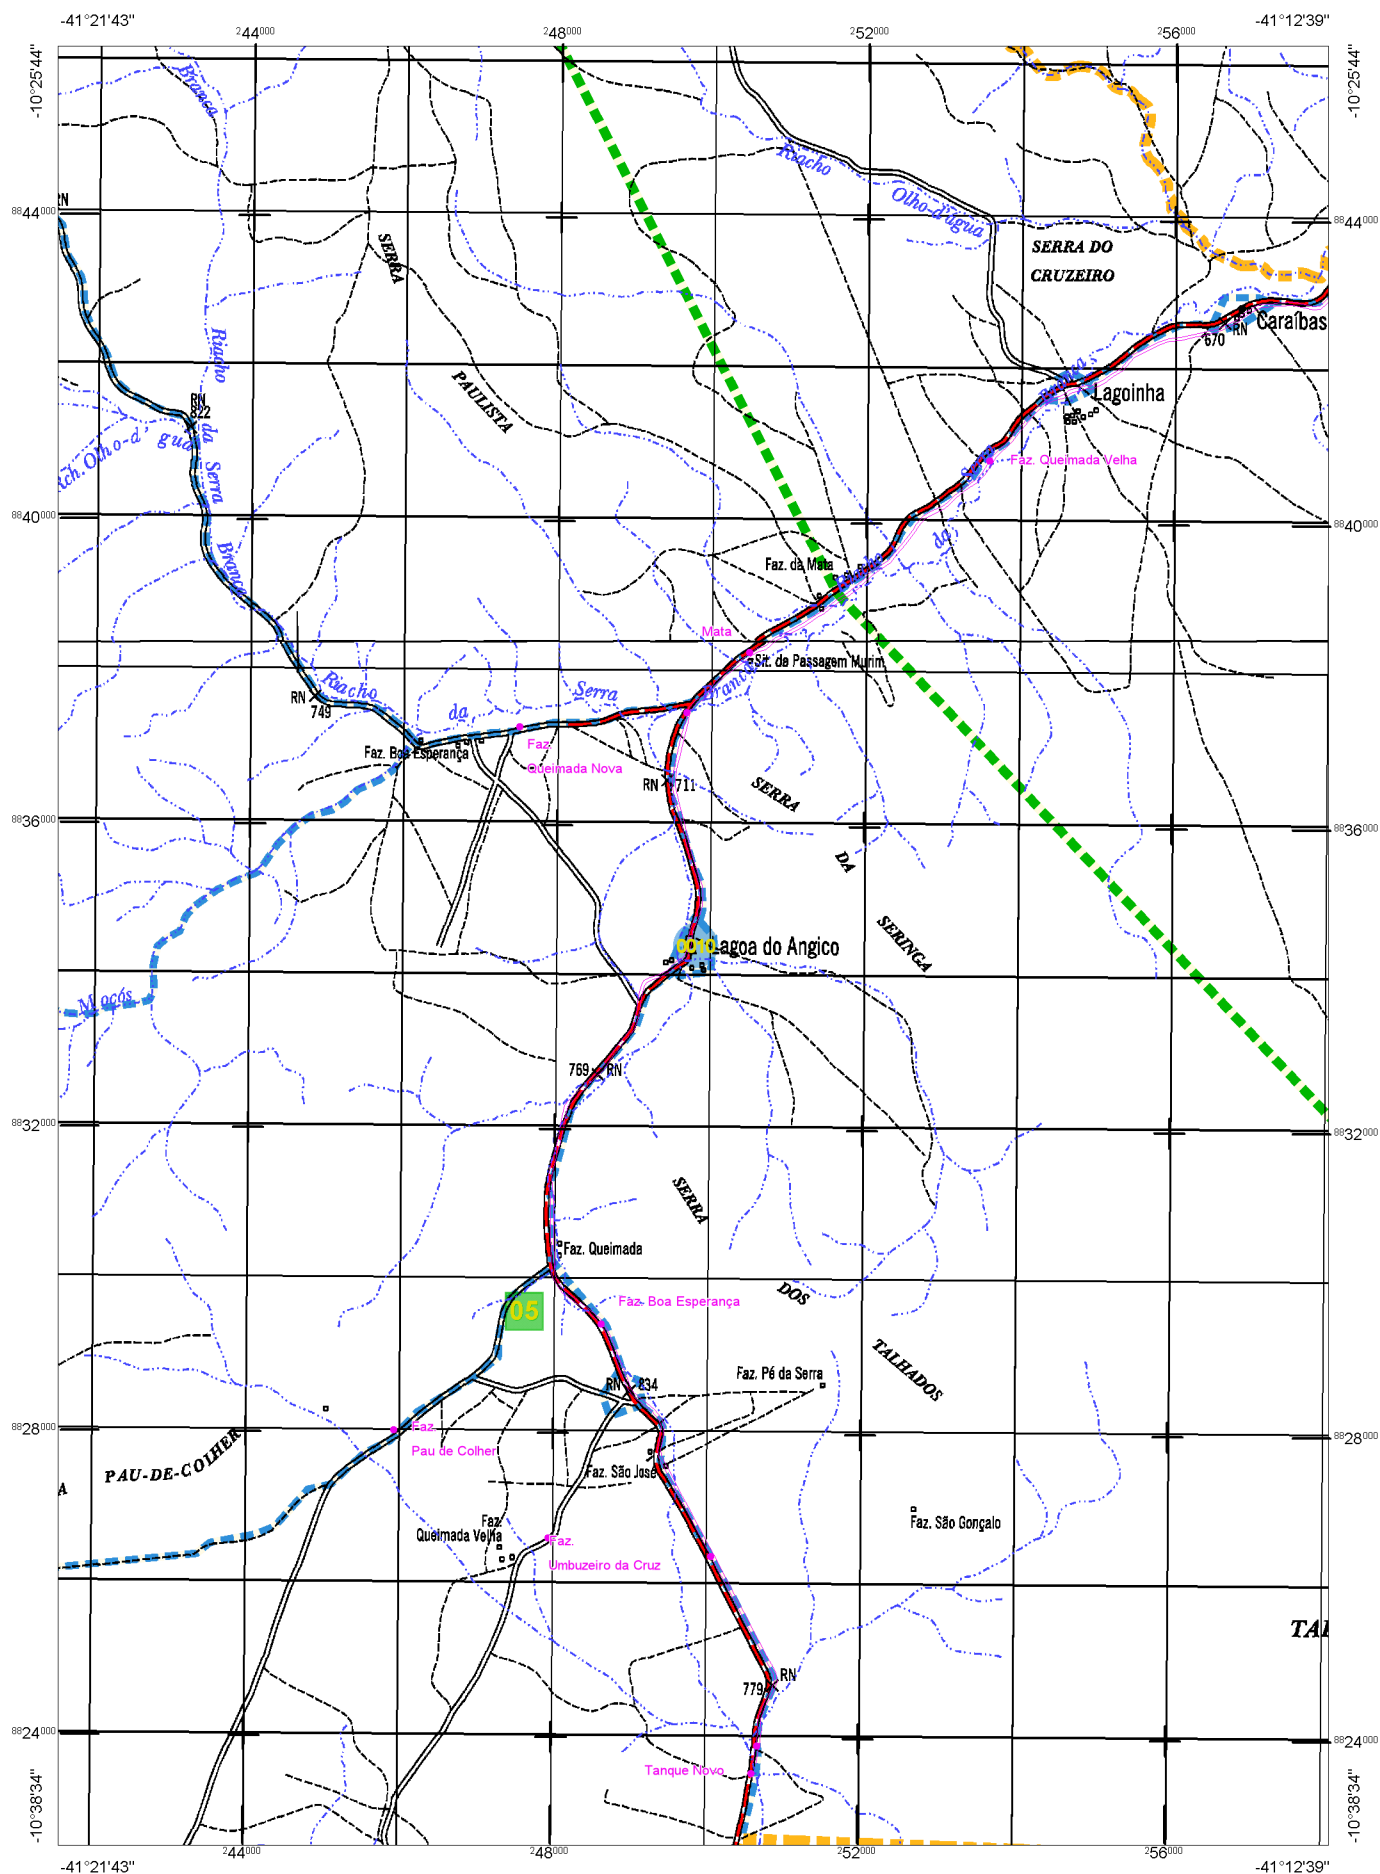 -41°21'43"
244000
248000
252000
256000
-41°12'39"
-10°25'44"
-10°25'44"
Branca
Riacho
RN
8844000
Olho-d'água
8844000
SERRA
SERRA DO
CRUZEIRO
Riacho
Caraíbas
670
RN
PAULISTA
Lagoinha
RN
822
da
Olho-d' gua
Serra
Faz. Queimada Velha
8840000
8840000
da
Branca
Faz. da Mata
Mata
Sit. da Passagem Murim
Riacho
Serra
Branca
RN
749
da
Faz. Boa Esperança
Faz.
Queimada Nova
RN
711
SERRA
8836000
8836000
DA
SERINGA
0010
Lagoa do Angico
Mocós
769
RN
8832000
8832000
SERRA
Faz. Queimada
DOS
Faz. Boa Esperança
05
TALHADOS
Faz. Pé da Serra
RN
834
8828000
8828000
Faz.
Pau de Colher
PAU-DE-COLHER
A
Faz. São José
Faz.
Queimada Velha
Faz. São Gonçalo
Faz.
Umbuzeiro da Cruz
TAL
RN
779
8824000
8824000
Tanque Novo
-10°38'34"
-10°38'34"
244000
248000
252000
256000
-41°21'43"
-41°12'39"